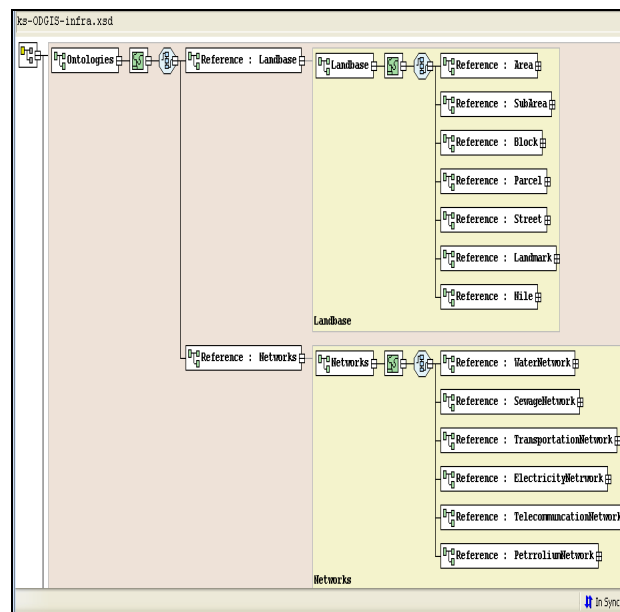 ks-ODGIS-infra.xsd
Ontologies
Reference : Landbase
Landbase
Reference : Area
Reference : SubArea
Reference : Block
Reference : Parcel
Reference : Street
Reference : Landmark
Reference : Nile
Landbase
Reference : Networks
Networks
Reference : WaterNetwork
Reference : SewageNetwork
Reference : TransportationNetwork
Reference : ElectricityNetrwork
Reference : TelecommuncationNetwork
Reference : PetrroliumNetwork
Networks
In Sync